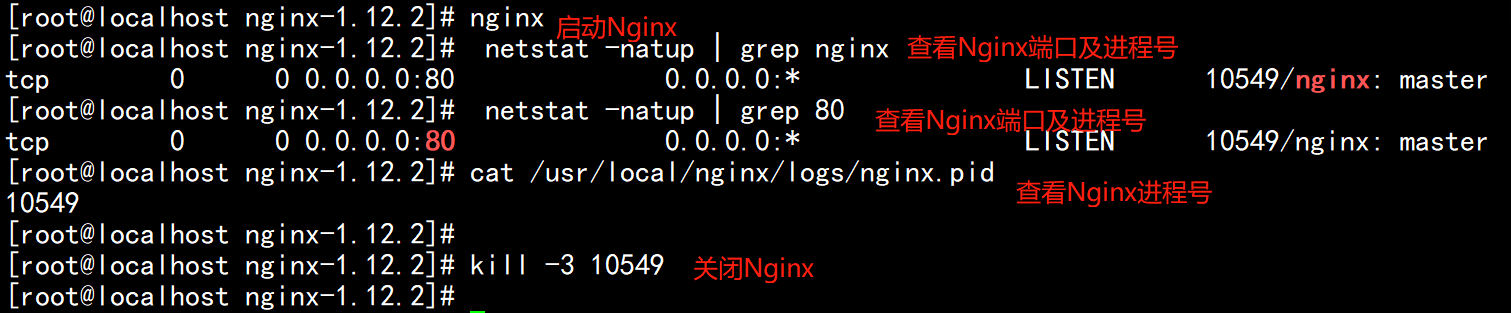 [root@localhost nginx-1.12.2]# nginx 启动Nginx
[root@localhost nginx-1.12.2]#  netstat -natup | grep nginx 查看Nginx端口及进程号
tcp        0      0 0.0.0.0:80              0.0.0.0:*               LISTEN      10549/nginx: master
[root@localhost nginx-1.12.2]#  netstat -natup | grep 80 查看Nginx端口及进程号
tcp        0      0 0.0.0.0:80              0.0.0.0:*               LISTEN      10549/nginx: master
[root@localhost nginx-1.12.2]# cat /usr/local/nginx/logs/nginx.pid 查看Nginx进程号
10549
[root@localhost nginx-1.12.2]#
[root@localhost nginx-1.12.2]# kill -3 10549 关闭Nginx
[root@localhost nginx-1.12.2]#